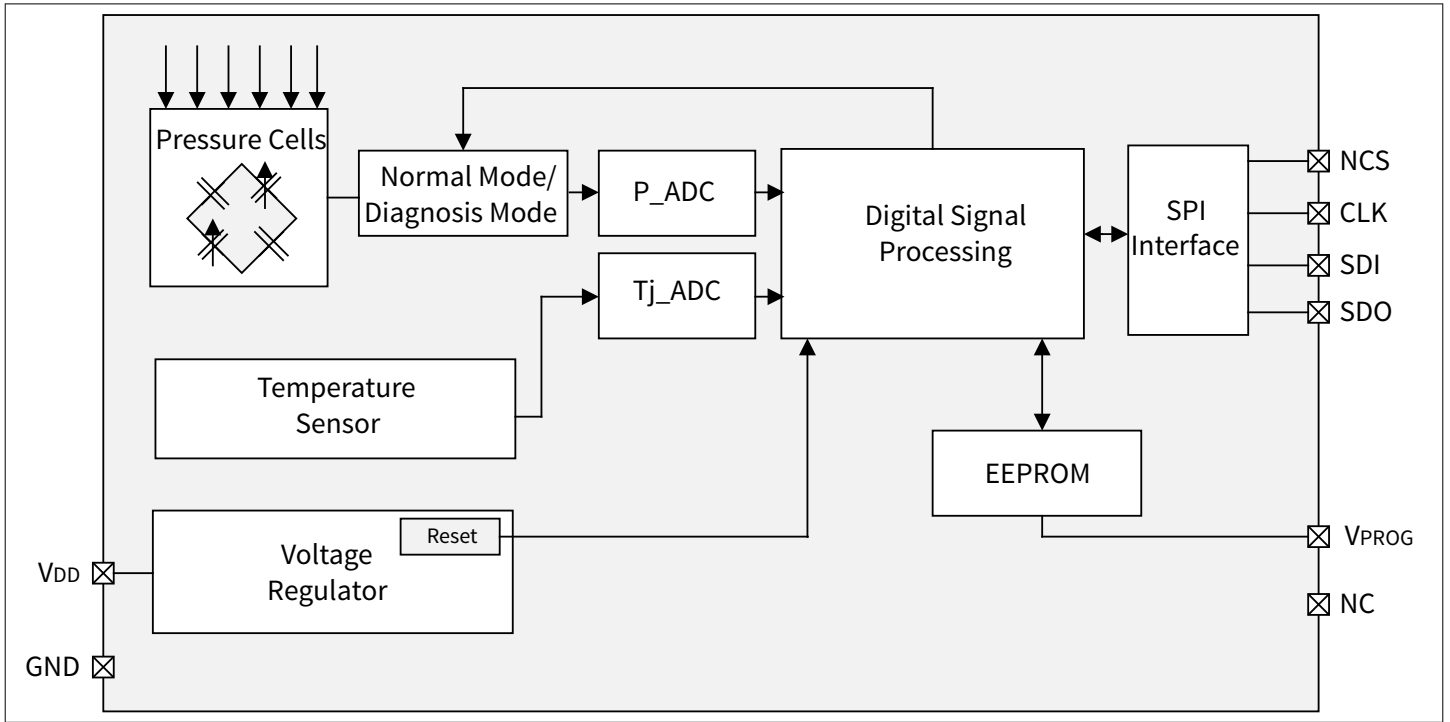 Pressure Cells
Normal Mode/
Diagnosis Mode
P_ADC
Digital Signal
Processing
SPI
Interface
NCS
CLK
SDI
SDO
Tj_ADC
Temperature
Sensor
EEPROM
Reset
Voltage
Regulator
VDD
GND
VPROG
NC